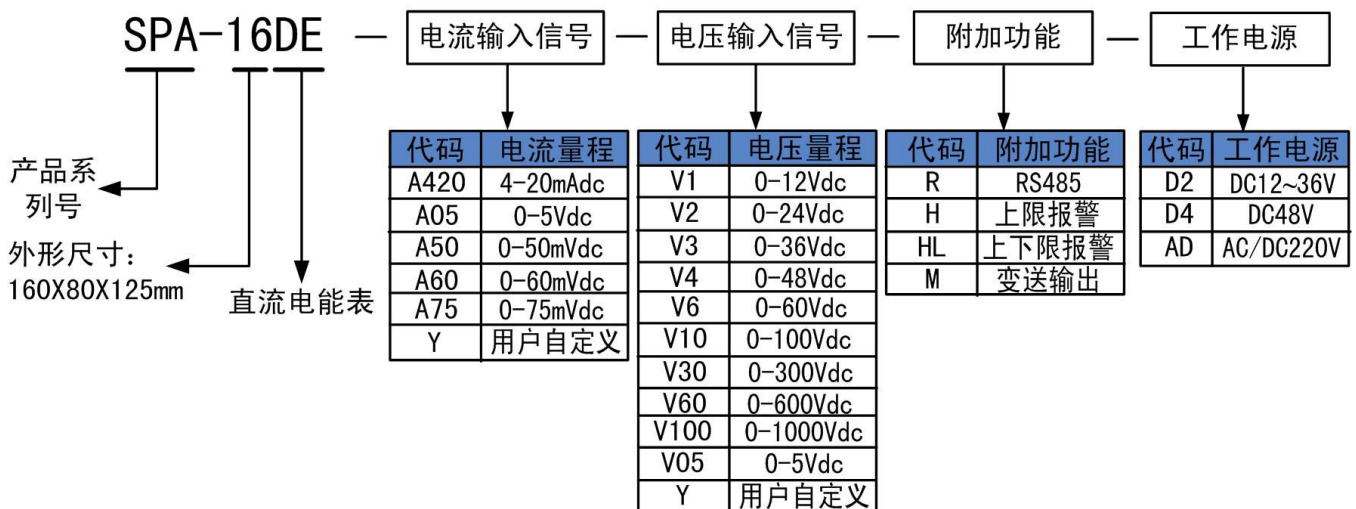 SPA-16DE — 电流输入信号 — 电压输入信号 — 附加功能 — 工作电源
产品系
列号
外形尺寸：
160X80X125mm
直流电能表
代码 电流量程
A420 4-20mAdc
A05 0-5Vdc
A50 0-50mVdc
A60 0-60mVdc
A75 0-75mVdc
Y 用户自定义
代码 电压量程
V1 0-12Vdc
V2 0-24Vdc
V3 0-36Vdc
V4 0-48Vdc
V6 0-60Vdc
V10 0-100Vdc
V30 0-300Vdc
V60 0-600Vdc
V100 0-1000Vdc
V05 0-5Vdc
Y 用户自定义
代码 附加功能
R RS485
H 上限报警
HL 上下限报警
M 变送输出
代码 工作电源
D2 DC12~36V
D4 DC48V
AD AC/DC220V